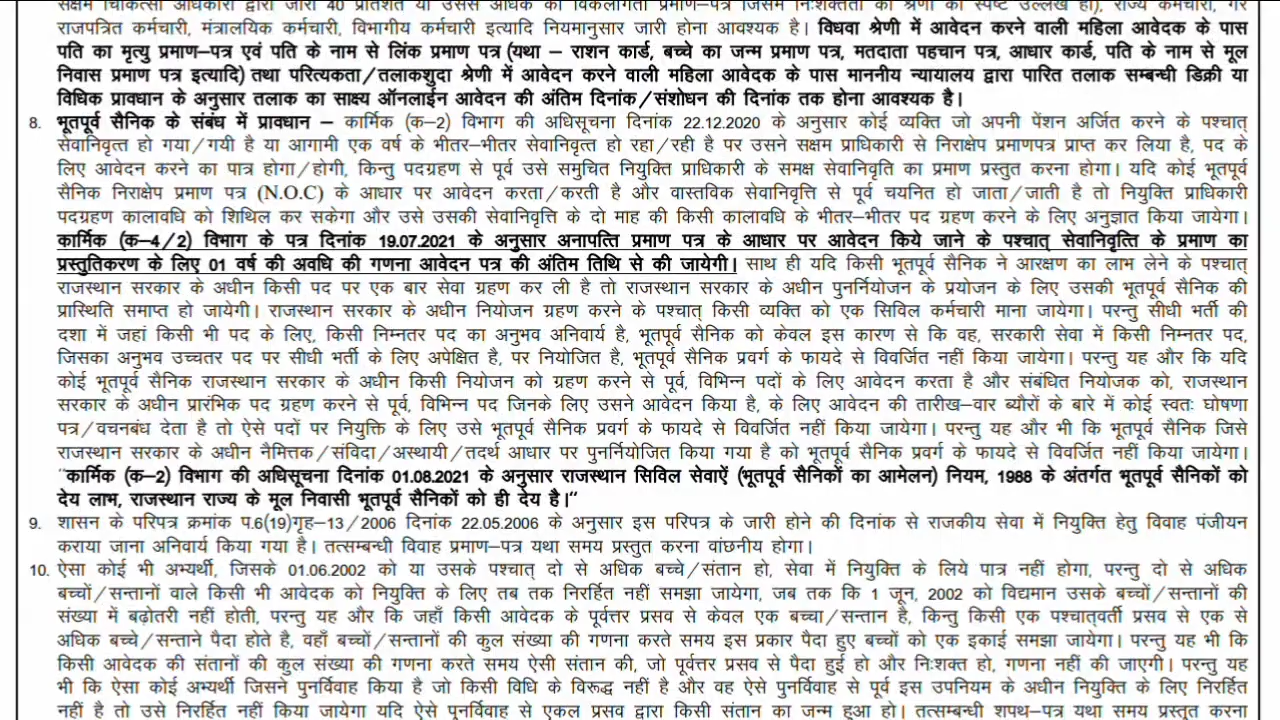 सक्षम चिकित्सा अधिकारी द्वारा जारी 40 प्रतिशत या उससे अधिक का विकलांगता प्रमाण–पत्र जिसमें निःशक्तता की श्रेणी का स्पष्ट उल्लेख हो), राज्य कर्मचारी, गैर
राजपत्रित कर्मचारी, मंत्रालयिक कर्मचारी, विभागीय कर्मचारी इत्यादि नियमानुसार जारी होना आवश्यक है। विधवा श्रेणी में आवेदन करने वाली महिला आवेदक के पास
पति का मृत्यु प्रमाण–पत्र एवं पति के नाम से लिंक प्रमाण पत्र (यथा – राशन कार्ड, बच्चे का जन्म प्रमाण पत्र, मतदाता पहचान पत्र, आधार कार्ड, पति के नाम से मूल
निवास प्रमाण पत्र इत्यादि) तथा परित्यकता/तलाकशुदा श्रेणी में आवेदन करने वाली महिला आवेदक के पास माननीय न्यायालय द्वारा पारित तलाक सम्बन्धी डिक्री या
विधिक प्रावधान के अनुसार तलाक का साक्ष्य ऑनलाईन आवेदन की अंतिम दिनांक/संशोधन की दिनांक तक होना आवश्यक है।
8. भूतपूर्व सैनिक के संबंध में प्रावधान – कार्मिक (क-2) विभाग की अधिसूचना दिनांक 22.12.2020 के अनुसार कोई व्यक्ति जो अपनी पेंशन अर्जित करने के पश्चात्
सेवानिवृत्त हो गया/गयी है या आगामी एक वर्ष के भीतर–भीतर सेवानिवृत्त हो रहा/रही है पर उसने सक्षम प्राधिकारी से निराक्षेप प्रमाणपत्र प्राप्त कर लिया है, पद के
लिए आवेदन करने का पात्र होगा/होगी, किन्तु पदग्रहण से पूर्व उसे समुचित नियुक्ति प्राधिकारी के समक्ष सेवानिवृति का प्रमाण प्रस्तुत करना होगा। यदि कोई भूतपूर्व
सैनिक निराक्षेप प्रमाण पत्र (N.O.C) के आधार पर आवेदन करता/करती है और वास्तविक सेवानिवृत्ति से पूर्व चयनित हो जाता/जाती है तो नियुक्ति प्राधिकारी
पदग्रहण कालावधि को शिथिल कर सकेगा और उसे उसकी सेवानिवृत्ति के दो माह की किसी कालावधि के भीतर–भीतर पद ग्रहण करने के लिए अनुज्ञात किया जायेगा।
कार्मिक (क-4/2) विभाग के पत्र दिनांक 19.07.2021 के अनुसार अनापत्ति प्रमाण पत्र के आधार पर आवेदन किये जाने के पश्चात् सेवानिवृत्ति के प्रमाण का
प्रस्तुतिकरण के लिए 01 वर्ष की अवधि की गणना आवेदन पत्र की अंतिम तिथि से की जायेगी। साथ ही यदि किसी भूतपूर्व सैनिक ने आरक्षण का लाभ लेने के पश्चात्
राजस्थान सरकार के अधीन किसी पद पर एक बार सेवा ग्रहण कर ली है तो राजस्थान सरकार के अधीन पुनर्नियोजन के प्रयोजन के लिए उसकी भूतपूर्व सैनिक की
प्रास्थिति समाप्त हो जायेगी। राजस्थान सरकार के अधीन नियोजन ग्रहण करने के पश्चात् किसी व्यक्ति को एक सिविल कर्मचारी माना जायेगा। परन्तु सीधी भर्ती की
दशा में जहां किसी भी पद के लिए, किसी निम्नतर पद का अनुभव अनिवार्य है, भूतपूर्व सैनिक को केवल इस कारण से कि वह, सरकारी सेवा में किसी निम्नतर पद,
जिसका अनुभव उच्चतर पद पर सीधी भर्ती के लिए अपेक्षित है, पर नियोजित है, भूतपूर्व सैनिक प्रवर्ग के फायदे से विवर्जित नहीं किया जायेगा। परन्तु यह और कि यदि
कोई भूतपूर्व सैनिक राजस्थान सरकार के अधीन किसी नियोजन को ग्रहण करने से पूर्व, विभिन्न पदों के लिए आवेदन करता है और संबंधित नियोजक को, राजस्थान
सरकार के अधीन प्रारंभिक पद ग्रहण करने से पूर्व, विभिन्न पद जिनके लिए उसने आवेदन किया है, के लिए आवेदन की तारीख–वार ब्यौरों के बारे में कोई स्वतः घोषणा
पत्र/वचनबंध देता है तो ऐसे पदों पर नियुक्ति के लिए उसे भूतपूर्व सैनिक प्रवर्ग के फायदे से विवर्जित नहीं किया जायेगा। परन्तु यह और भी कि भूतपूर्व सैनिक जिसे
राजस्थान सरकार के अधीन नैमित्तक/संविदा/अस्थायी/तदर्थ आधार पर पुनर्नियोजित किया गया है को भूतपूर्व सैनिक प्रवर्ग के फायदे से विवर्जित नहीं किया जायेगा।
“कार्मिक (क-2) विभाग की अधिसूचना दिनांक 01.08.2021 के अनुसार राजस्थान सिविल सेवाऐं (भूतपूर्व सैनिकों का आमेलन) नियम, 1988 के अंतर्गत भूतपूर्व सैनिकों को
देय लाभ, राजस्थान राज्य के मूल निवासी भूतपूर्व सैनिकों को ही देय है।”
9. शासन के परिपत्र क्रमांक प.6(19)गृह–13/2006 दिनांक 22.05.2006 के अनुसार इस परिपत्र के जारी होने की दिनांक से राजकीय सेवा में नियुक्ति हेतु विवाह पंजीयन
कराया जाना अनिवार्य किया गया है। तत्सम्बन्धी विवाह प्रमाण–पत्र यथा समय प्रस्तुत करना वांछनीय होगा।
10. ऐसा कोई भी अभ्यर्थी, जिसके 01.06.2002 को या उसके पश्चात् दो से अधिक बच्चे/संतान हो, सेवा में नियुक्ति के लिये पात्र नहीं होगा, परन्तु दो से अधिक
बच्चों/सन्तानों वाले किसी भी आवेदक को नियुक्ति के लिए तब तक निरर्हित नहीं समझा जायेगा, जब तक कि 1 जून, 2002 को विद्यमान उसके बच्चों/सन्तानों की
संख्या में बढ़ोतरी नहीं होती, परन्तु यह और कि जहाँ किसी आवेदक के पूर्वत्तर प्रसव से केवल एक बच्चा/सन्तान है, किन्तु किसी एक पश्चात्वर्ती प्रसव से एक से
अधिक बच्चे/सन्ताने पैदा होते है, वहाँ बच्चों/सन्तानों की कुल संख्या की गणना करते समय इस प्रकार पैदा हुए बच्चों को एक इकाई समझा जायेगा। परन्तु यह भी कि
किसी आवेदक की संतानों की कुल संख्या की गणना करते समय ऐसी संतान की, जो पूर्वत्तर प्रसव से पैदा हुई हो और निःशक्त हो, गणना नहीं की जाएगी। परन्तु यह
भी कि ऐसा कोई अभ्यर्थी जिसने पुनर्विवाह किया है जो किसी विधि के विरूद्ध नहीं है और वह ऐसे पुनर्विवाह से पूर्व इस उपनियम के अधीन नियुक्ति के लिए निरर्हित
नहीं है तो उसे निरर्हित नहीं किया जायेगा यदि ऐसे पुनर्विवाह से एकल प्रसव द्वारा किसी संतान का जन्म हुआ हो। तत्सम्बन्धी शपथ–पत्र यथा समय प्रस्तुत करना